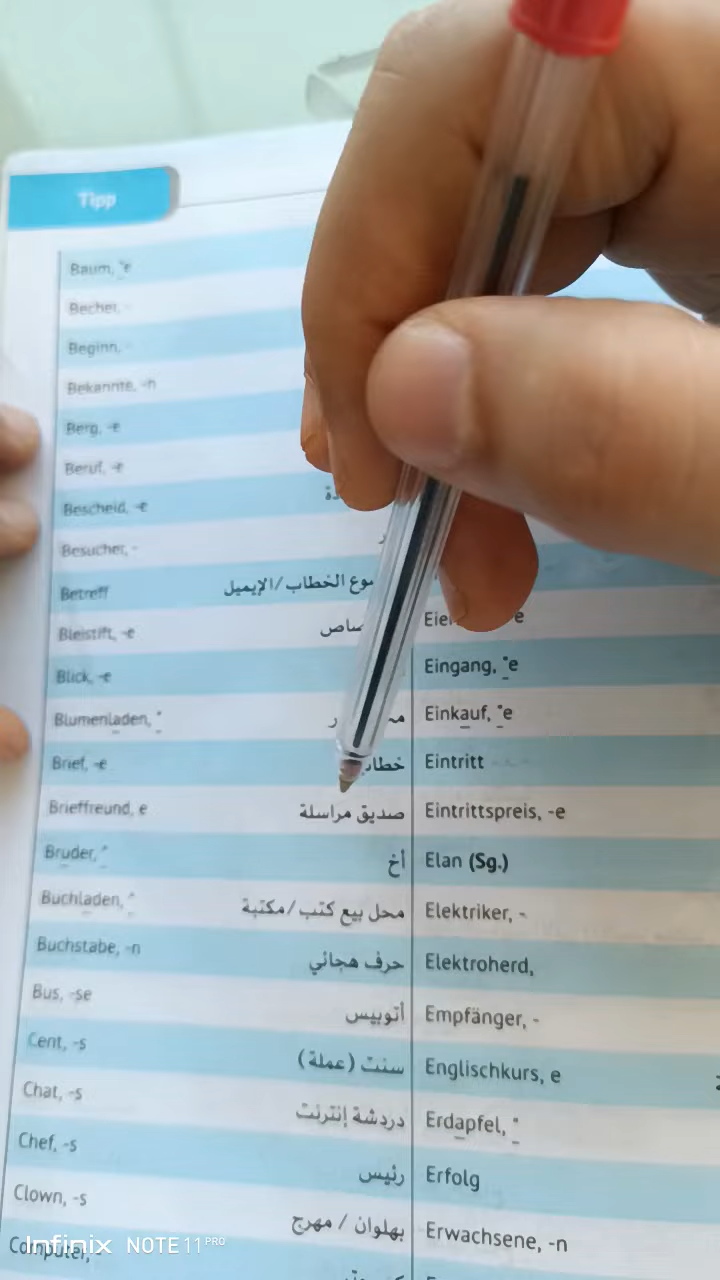 Tipp
Baum, ¨e
Becher, -
Beginn, -
Bekannte, -n
Berg, -e
Beruf, -e
Bescheid, -e
Besucher, -
Betreff الخطاب/الإيميل
Bleistift, -e
Blick, -e
Blumenladen, ¨
Brief, -e
Brieffreund, e صديق مراسلة
Bruder, ¨ أخ
Buchladen, ¨ محل بيع كتب/مكتبة
Buchstabe, -n حرف هجائي
Bus, -se أتوبيس
Cent, -s سنت (عملة)
Chat, -s دردشة إنترنت
Chef, -s رئيس
Clown, -s بهلوان / مهرج
Computer, -
Eingang, ¨e
Einkauf, ¨e
Eintritt
Eintrittspreis, -e
Elan (Sg.)
Elektriker, -
Elektroherd,
Empfänger, -
Englischkurs, e
Erdapfel, ¨
Erfolg
Erwachsene, -n
Infinix NOTE 11 PRO